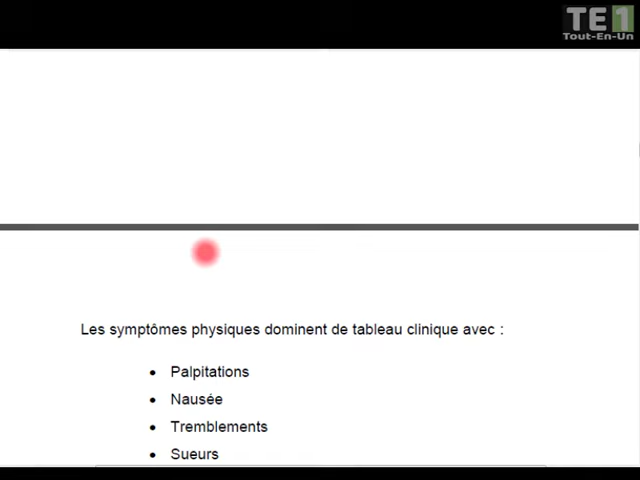 TE1
Tout-En-Un
Les symptômes physiques dominent de tableau clinique avec :
• Palpitations
• Nausée
• Tremblements
• Sueurs